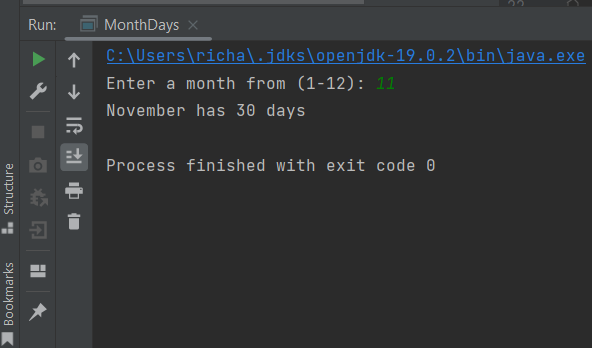 Run: MonthDays
C:\Users\richa\.jdks\openjdk-19.0.2\bin\java.exe
Enter a month from (1-12): 11
November has 30 days
Process finished with exit code 0
Structure
Bookmarks